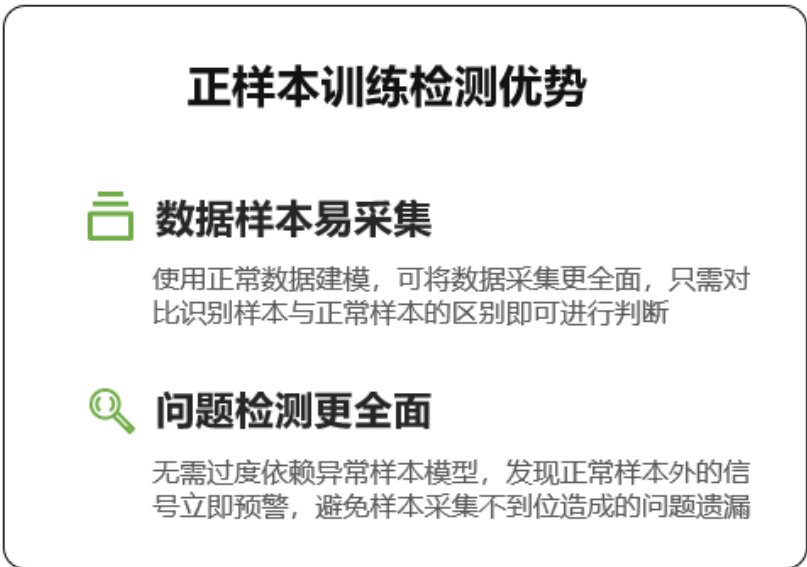 正样本训练检测优势
数据样本易采集
使用正常数据建模，可将数据采集更全面，只需对
比识别样本与正常样本的区别即可进行判断
问题检测更全面
无需过度依赖异常样本模型，发现正常样本外的信
号立即预警，避免样本采集不到位造成的问题遗漏